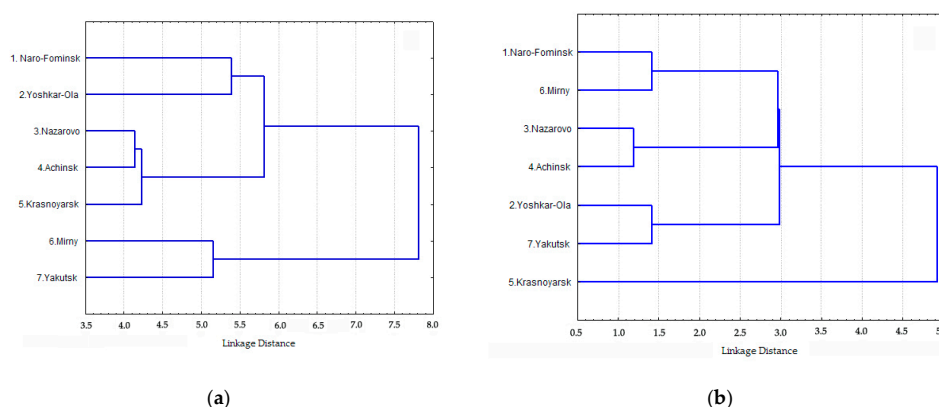 1. Naro-Fominsk
2.Yoshkar-Ola
3.Nazarovo
4.Achinsk
5.Krasnoyarsk
6.Mirny
7.Yakutsk
3.5 4.0 4.5 5.0 5.5 6.0 6.5 7.0 7.5 8.0
Linkage Distance
(a)
1.Naro-Fominsk
6.Mirny
3.Nazarovo
4.Achinsk
2.Yoshkar-Ola
7.Yakutsk
5.Krasnoyarsk
0.5 1.0 1.5 2.0 2.5 3.0 3.5 4.0 4.5 5
Linkage Distance
(b)